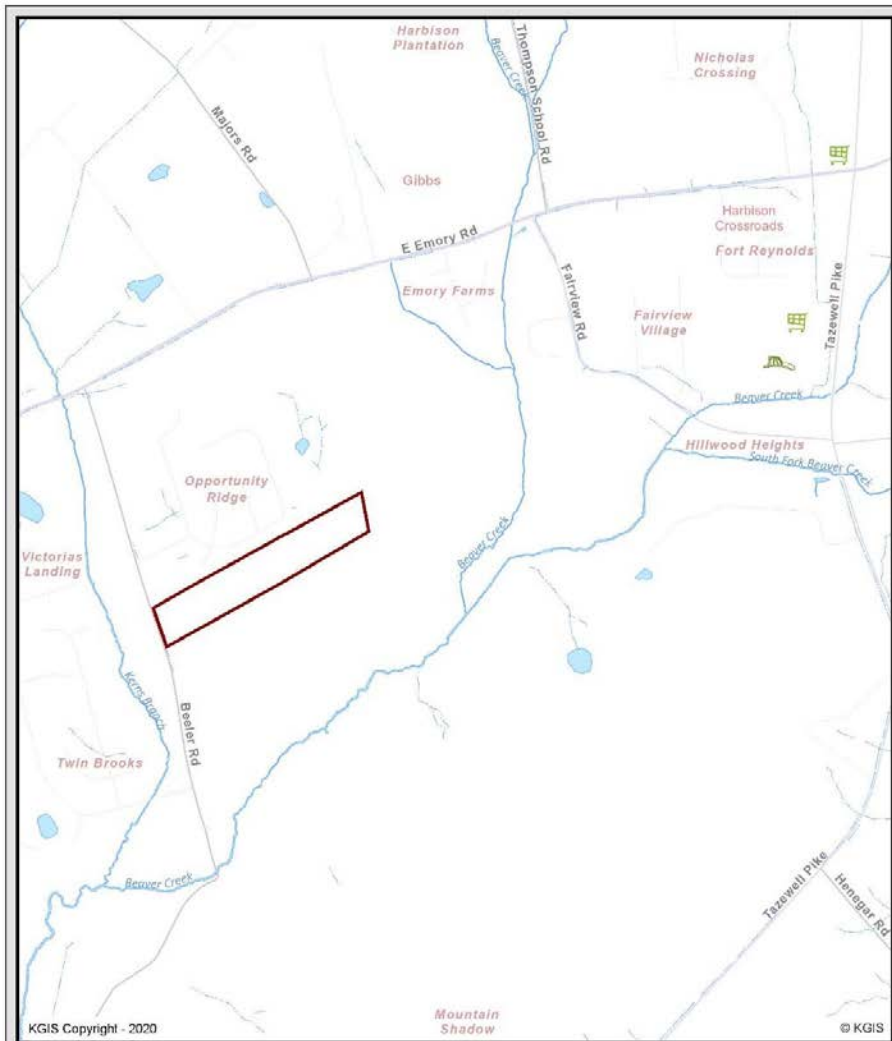 Harbison
Plantation
Beaver Creek
Thompson School Rd
Nicholas
Crossing
Majors Rd
Gibbs
Harbison
Crossroads
Fort Reynolds
E Emory Rd
Emory Farms
Fairview Rd
Fairview
Village
Tazewell Pike
Beaver Creek
Hillwood Heights
South Fork Beaver Creek
Opportunity
Ridge
Beaver Creek
Victorias
Landing
Kerns Branch
Beeler Rd
Twin Brooks
Beaver Creek
Tazewell Pike
Henegar Rd
Mountain
Shadow
KGIS Copyright - 2020
© KGIS